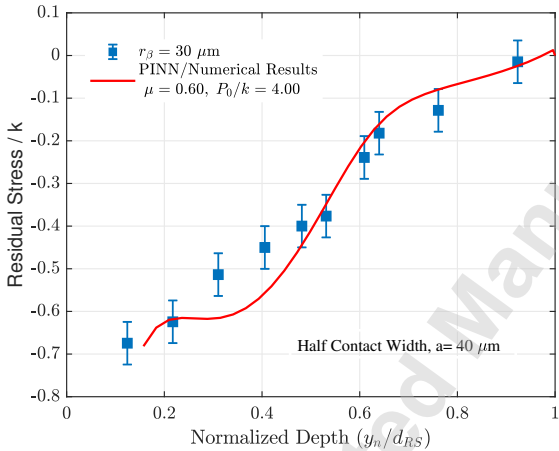 0.1
0
-0.1
-0.2
-0.3
-0.4
-0.5
-0.6
-0.7
-0.8
Residual Stress / k
r_β = 30 μm
PINN/Numerical Results
μ = 0.60, P_0/k = 4.00
Half Contact Width, a= 40 μm
0 0.2 0.4 0.6 0.8 1
Normalized Depth (y_n/d_{RS})